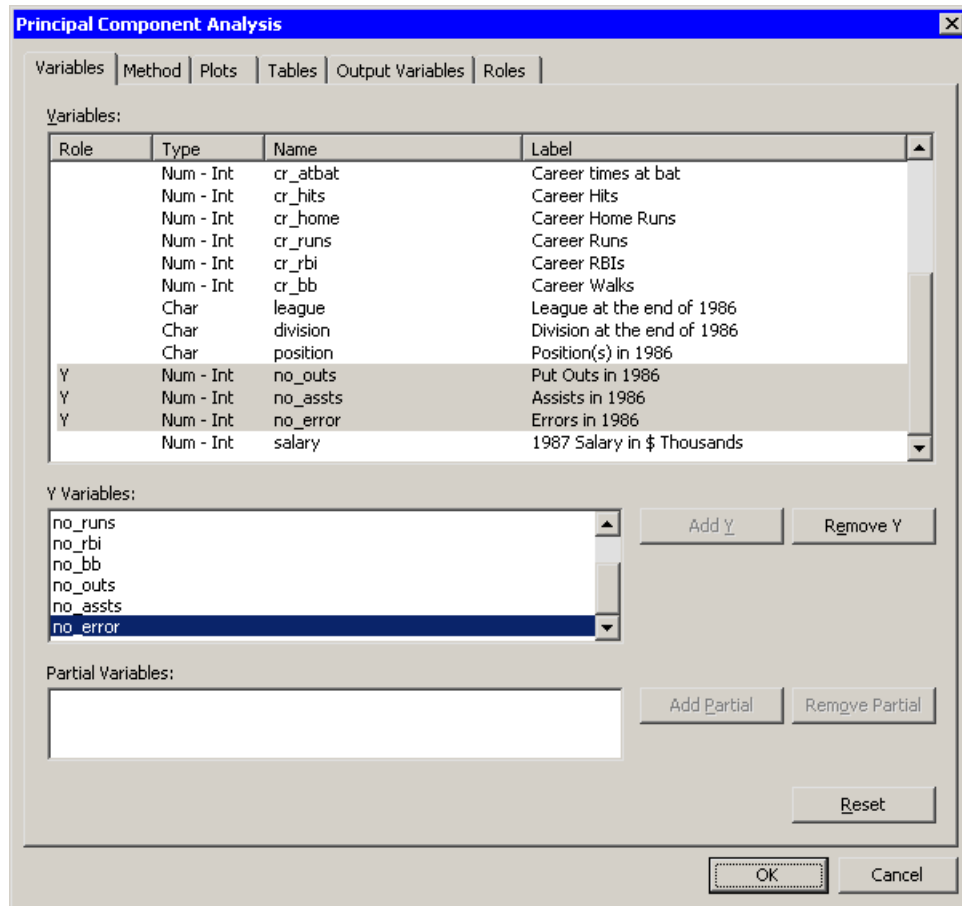 Principal Component Analysis
Variables Method Plots Tables Output Variables Roles
Variables:
Role Type Name Label
Num - Int cr_atbat Career times at bat
Num - Int cr_hits Career Hits
Num - Int cr_home Career Home Runs
Num - Int cr_runs Career Runs
Num - Int cr_rbi Career RBIs
Num - Int cr_bb Career Walks
Char league League at the end of 1986
Char division Division at the end of 1986
Char position Position(s) in 1986
Y Num - Int no_outs Put Outs in 1986
Y Num - Int no_assts Assists in 1986
Y Num - Int no_error Errors in 1986
Num - Int salary 1987 Salary in $ Thousands
Y Variables:
no_runs
no_rbi
no_bb
no_outs
no_assts
no_error
Add Y Remove Y
Partial Variables:
Add Partial Remove Partial
Reset
OK Cancel